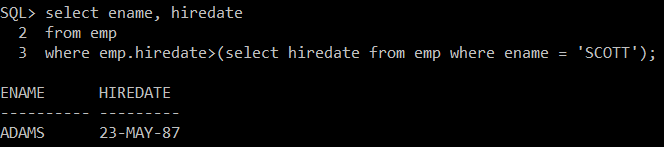 SQL> select ename, hiredate
  2  from emp
  3  where emp.hiredate>(select hiredate from emp where ename = 'SCOTT');
ENAME      HIREDATE
---------- ---------
ADAMS      23-MAY-87